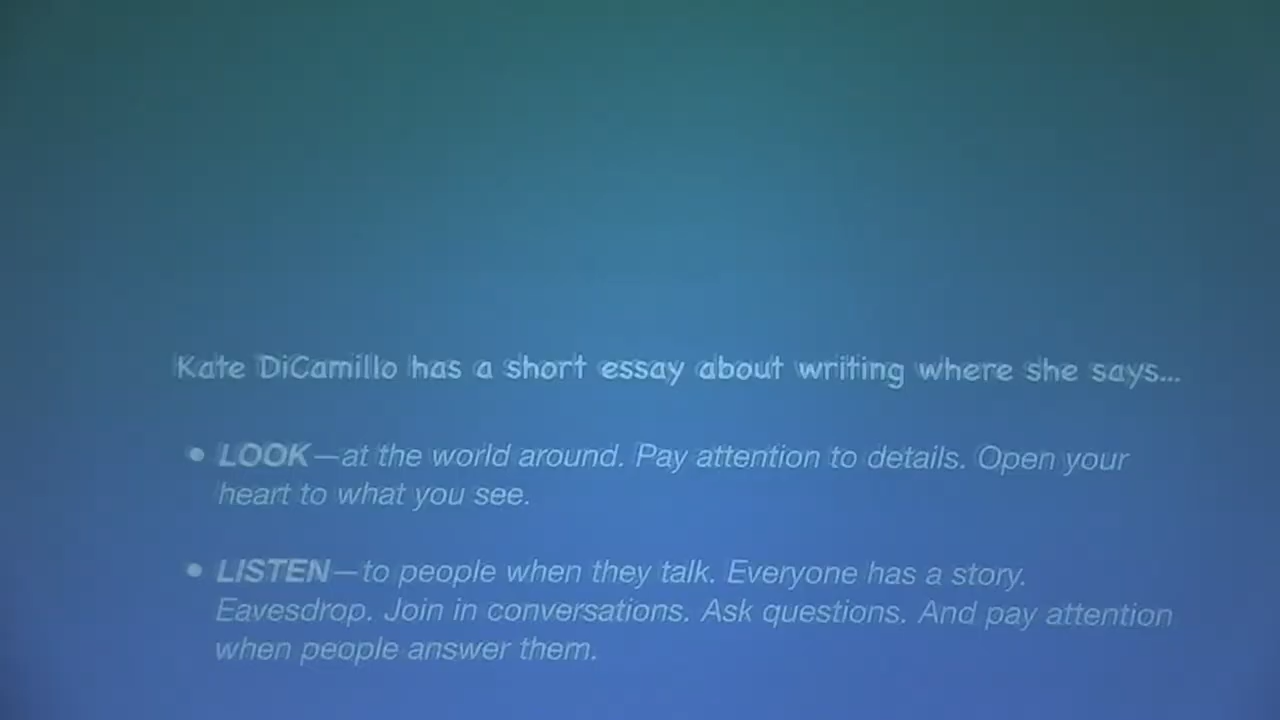 Kate DiCamillo has a short essay about writing where she says...
• LOOK—at the world around. Pay attention to details. Open your
heart to what you see.
• LISTEN—to people when they talk. Everyone has a story.
Eavesdrop. Join in conversations. Ask questions. And pay attention
when people answer them.